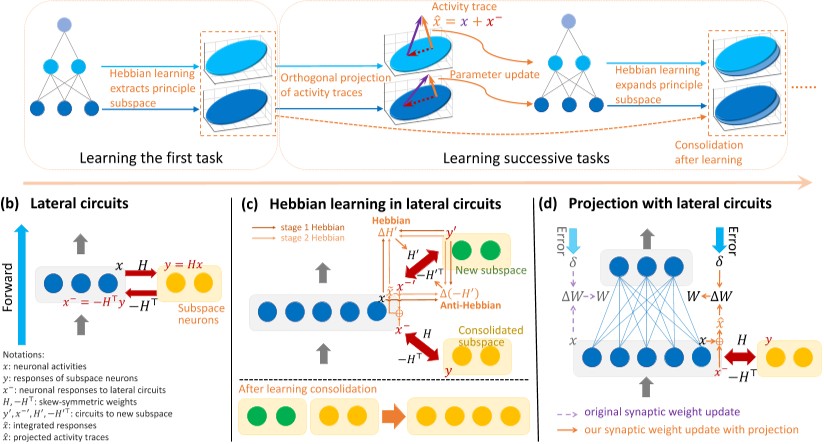 Activity trace
x̂ = x + x⁻
Hebbian learning
extracts principle
subspace
Orthogonal projection
of activity traces
Parameter update
Hebbian learning
expands principle
subspace
......
Consolidation
after learning
Learning the first task
Learning successive tasks
(b) Lateral circuits
Forward
x H y = Hx
x⁻ = −H⊤y −H⊤
Subspace
neurons
Notations:
x: neuronal activities
y: responses of subspace neurons
x⁻: neuronal responses to lateral circuits
H, −H⊤: skew-symmetric weights
y′, x⁻′, H′, −H′⊤: circuits to new subspace
x̃: integrated responses
x̂: projected activity traces
(c) Hebbian learning in lateral circuits
stage 1 Hebbian
stage 2 Hebbian
Hebbian
ΔH′
y′
H′
−H′⊤
New subspace
x⁻′
x̃
x
Δ(−H′)
Anti-Hebbian
x⁻
H
−H⊤
Consolidated
subspace
y
After learning consolidation
(d) Projection with lateral circuits
Error
Error
δ
δ
ΔW W
W ΔW
x̂
x
x
H
y
x⁻
−H⊤
original synaptic weight update
our synaptic weight update with projection